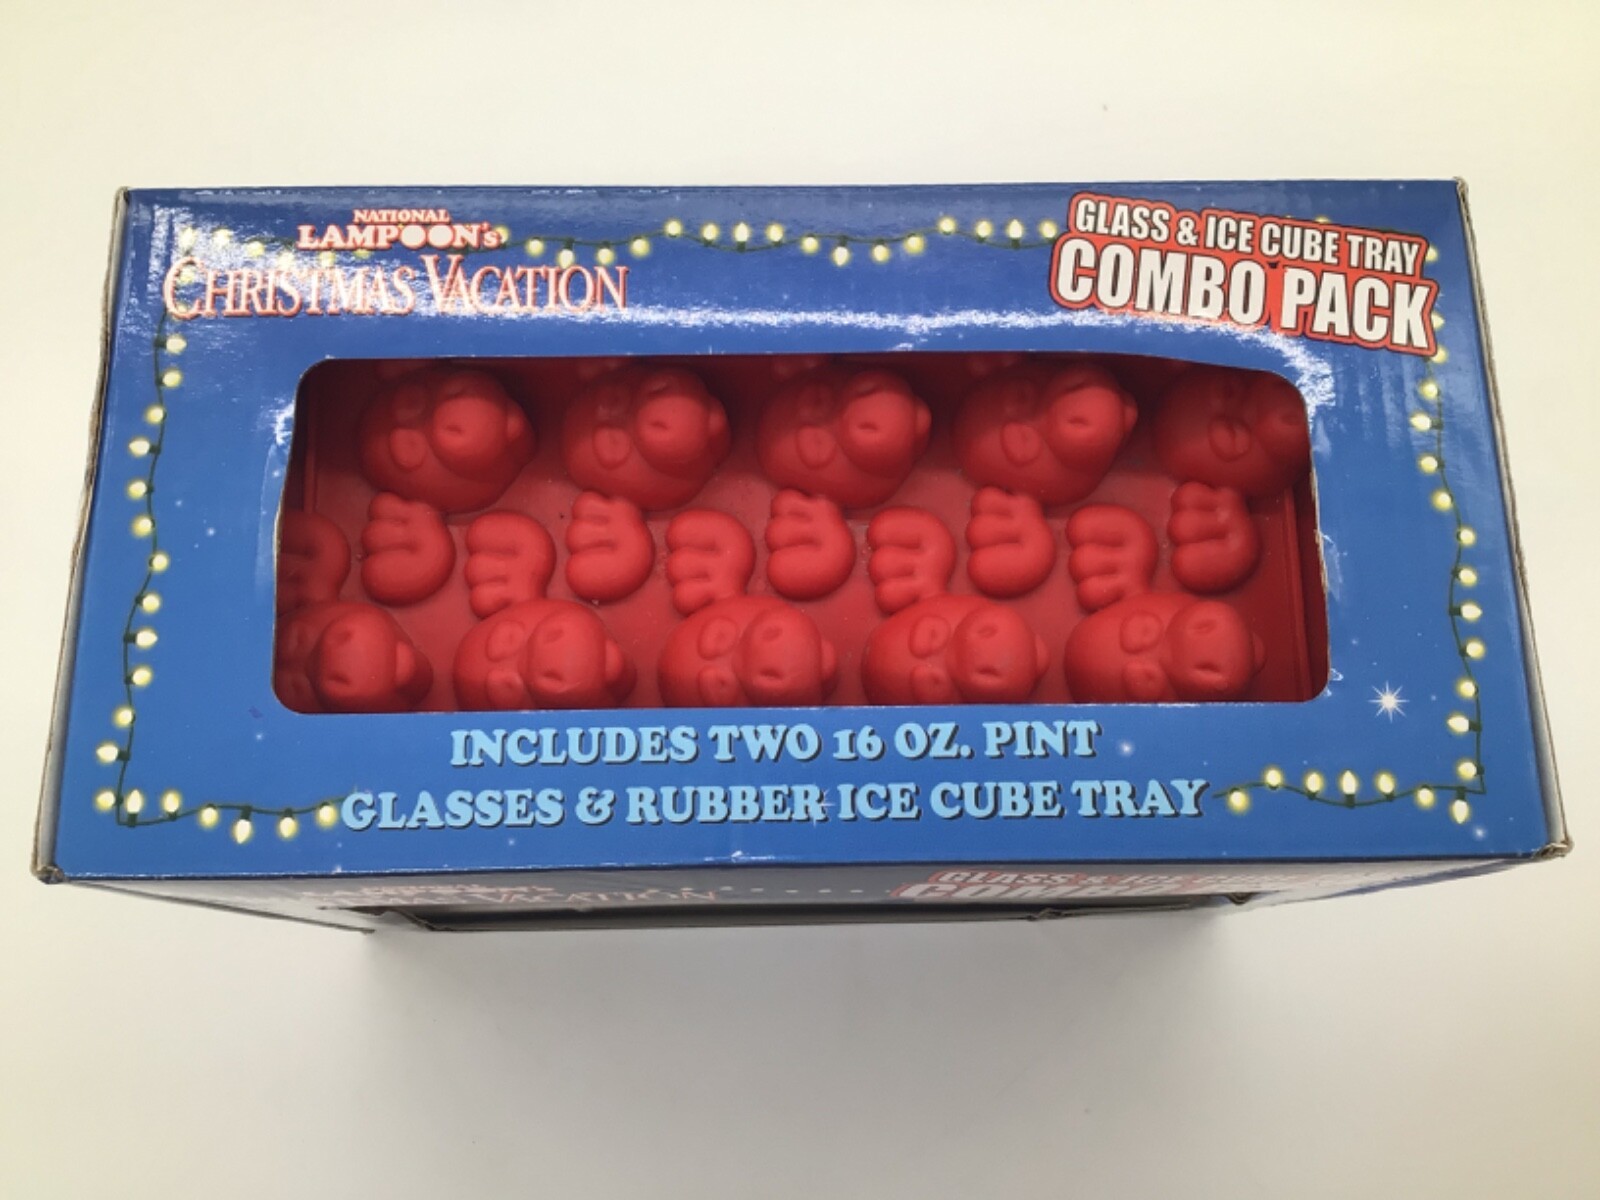 NATIONAL
LAMPOON's
CHRISTMAS VACATION
GLASS & ICE CUBE TRAY
COMBO PACK
INCLUDES TWO 16 OZ. PINT
GLASSES & RUBBER ICE CUBE TRAY
VACATION